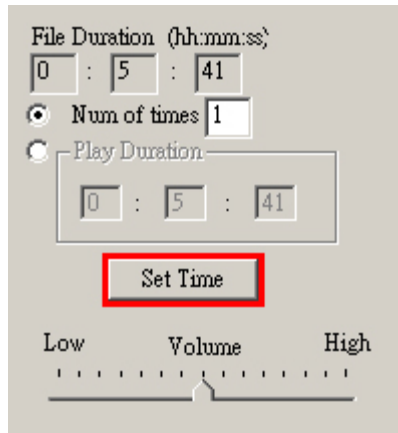 File Duration (hh:mm:ss)
0 : 5 : 41
Num of times 1
Play Duration
0 : 5 : 41
Set Time
Low Volume High